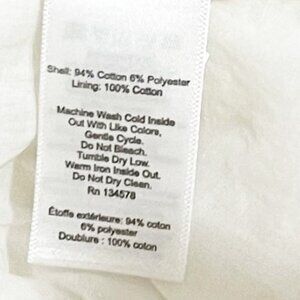 Shell: 94% Cotton 6% Polyester
Lining: 100% Cotton
Machine Wash Cold Inside
Out With Like Colors,
Gentle Cycle.
Do Not Bleach.
Tumble Dry Low.
Warm Iron Inside Out.
Do Not Dry Clean.
Rn 134578
Étoffe extérieure: 94% coton
6% polyester
Doublure : 100% coton